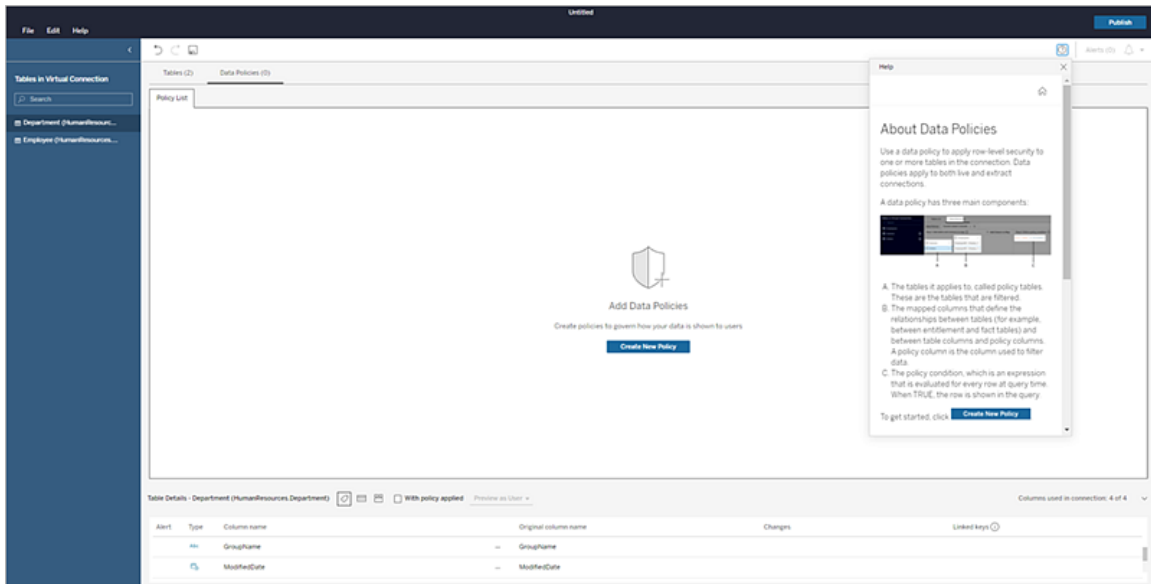 Untitled
File Edit Help
Publish
Alerts (0)
Tables in Virtual Connection
Search
Department (HumanResourc...
Employee (HumanResources....
Tables (2) Data Policies (0)
Policy List
Add Data Policies
Create policies to govern how your data is shown to users
Create New Policy
Help
About Data Policies
Use a data policy to apply row-level security to
one or more tables in the connection. Data
policies apply to both live and extract
connections.
A data policy has three main components:
A. The tables it applies to, called policy tables.
These are the tables that are filtered.
B. The mapped columns that define the
relationships between tables (for example,
between entitlement and fact tables) and
between table columns and policy columns.
A policy column is the column used to filter
data.
C. The policy condition, which is an expression
that is evaluated for every row at query time.
When TRUE, the row is shown in the query.
To get started, click Create New Policy
Table Details - Department (HumanResources.Department) With policy applied Preview as User Columns used in connection: 4 of 4
Alert Type Column name Original column name Changes Linked keys
Abc GroupName GroupName
ModifiedDate ModifiedDate